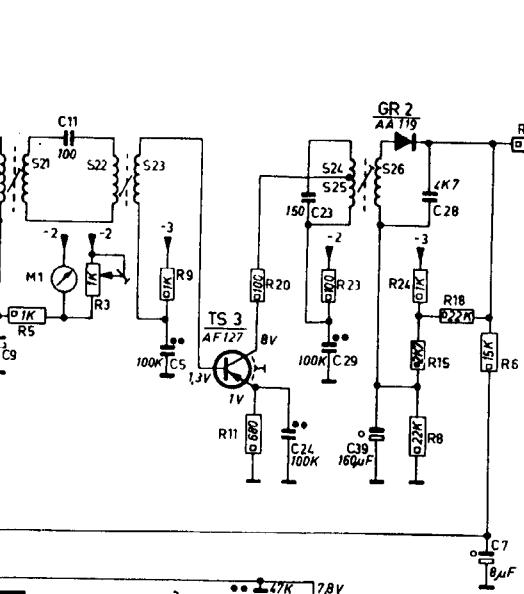 GR 2
AA 119
C11
100
S21
S22
S23
S24
S25
S26
4K7
C28
150
C23
-2
-2
-3
-2
-3
M1
1K
R3
1K
R9
100
R20
100
R23
R24
1K
R18
22K
1K
R5
TS 3
AF127
8V
C9
100K
C5
1,3V
1V
100K
C29
R15
15K
R6
R11
680
C24
100K
C39
160µF
22K
R8
C7
8µF
47K
7,8V